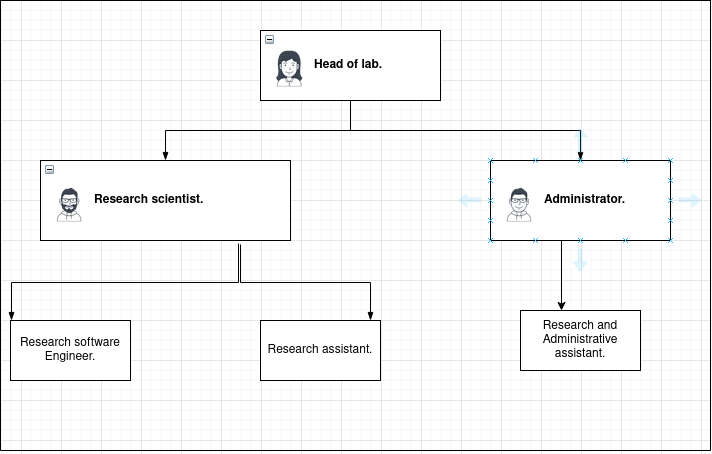 Head of lab.
Research scientist.
Administrator.
Research software
Engineer.
Research assistant.
Research and
Administrative
assistant.